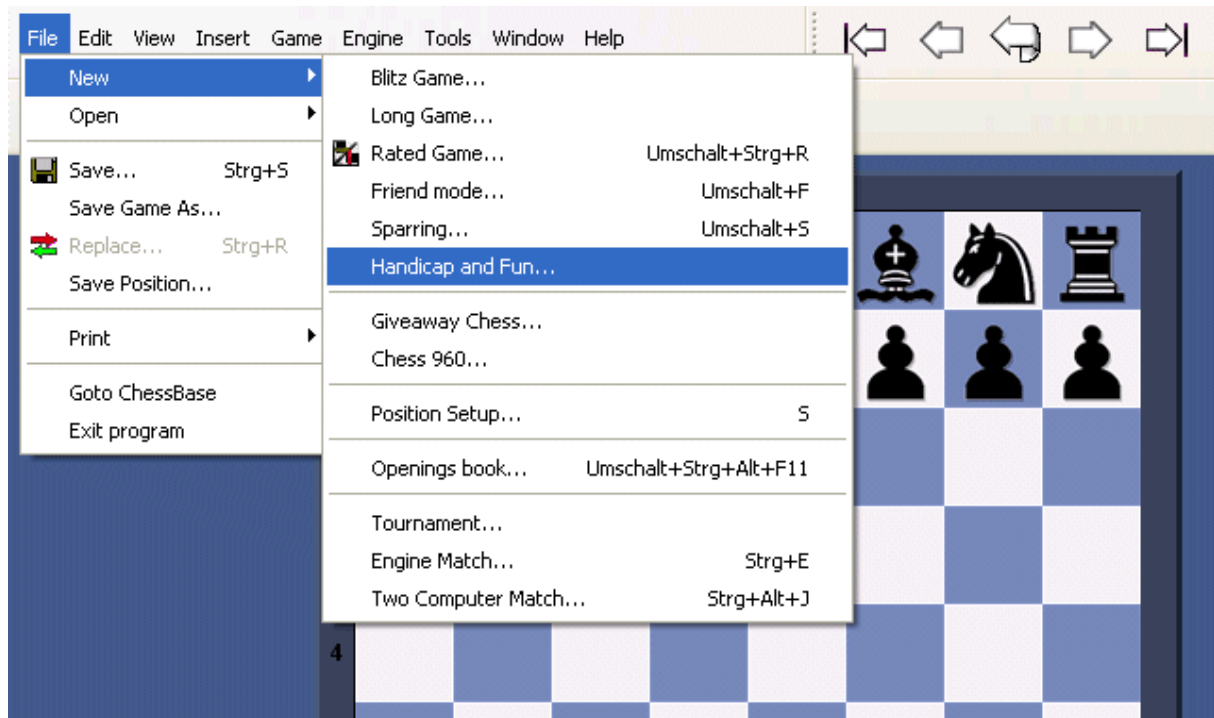 File Edit View Insert Game Engine Tools Window Help
New
Open
Save... Strg+S
Save Game As...
Replace... Strg+R
Save Position...
Print
Goto ChessBase
Exit program
Blitz Game...
Long Game...
Rated Game... Umschalt+Strg+R
Friend mode... Umschalt+F
Sparring... Umschalt+S
Handicap and Fun...
Giveaway Chess...
Chess 960...
Position Setup... S
Openings book... Umschalt+Strg+Alt+F11
Tournament...
Engine Match... Strg+E
Two Computer Match... Strg+Alt+J
4